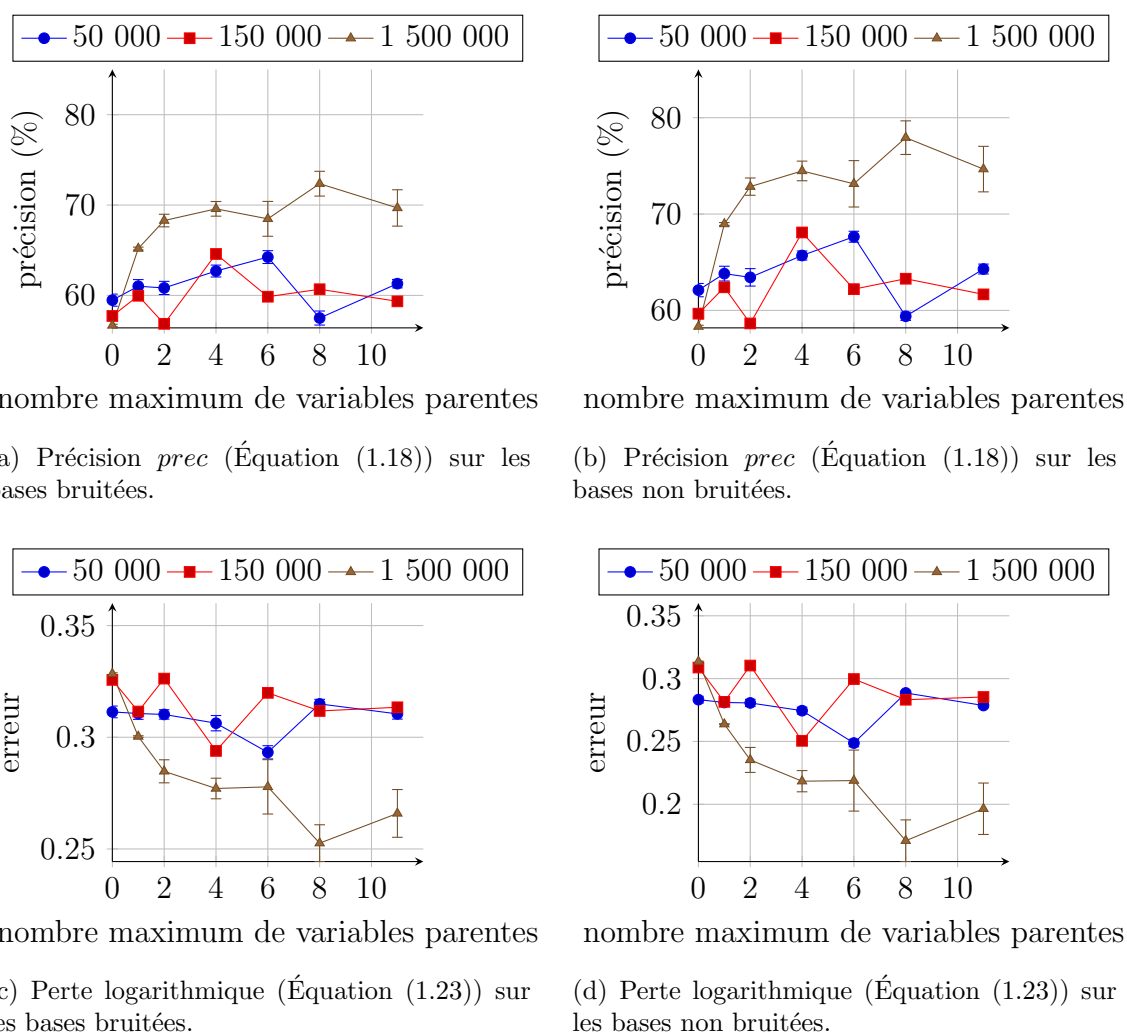 50 000 150 000 1 500 000
80
70
60
précision (%)
0 2 4 6 8 10
nombre maximum de variables parentes
a) Précision prec (Équation (1.18)) sur les
bases bruitées.
50 000 150 000 1 500 000
80
70
60
précision (%)
0 2 4 6 8 10
nombre maximum de variables parentes
(b) Précision prec (Équation (1.18)) sur les
bases non bruitées.
50 000 150 000 1 500 000
0.35
0.3
0.25
erreur
0 2 4 6 8 10
nombre maximum de variables parentes
c) Perte logarithmique (Équation (1.23)) sur
les bases bruitées.
50 000 150 000 1 500 000
0.35
0.3
0.25
0.2
erreur
0 2 4 6 8 10
nombre maximum de variables parentes
(d) Perte logarithmique (Équation (1.23)) sur
les bases non bruitées.